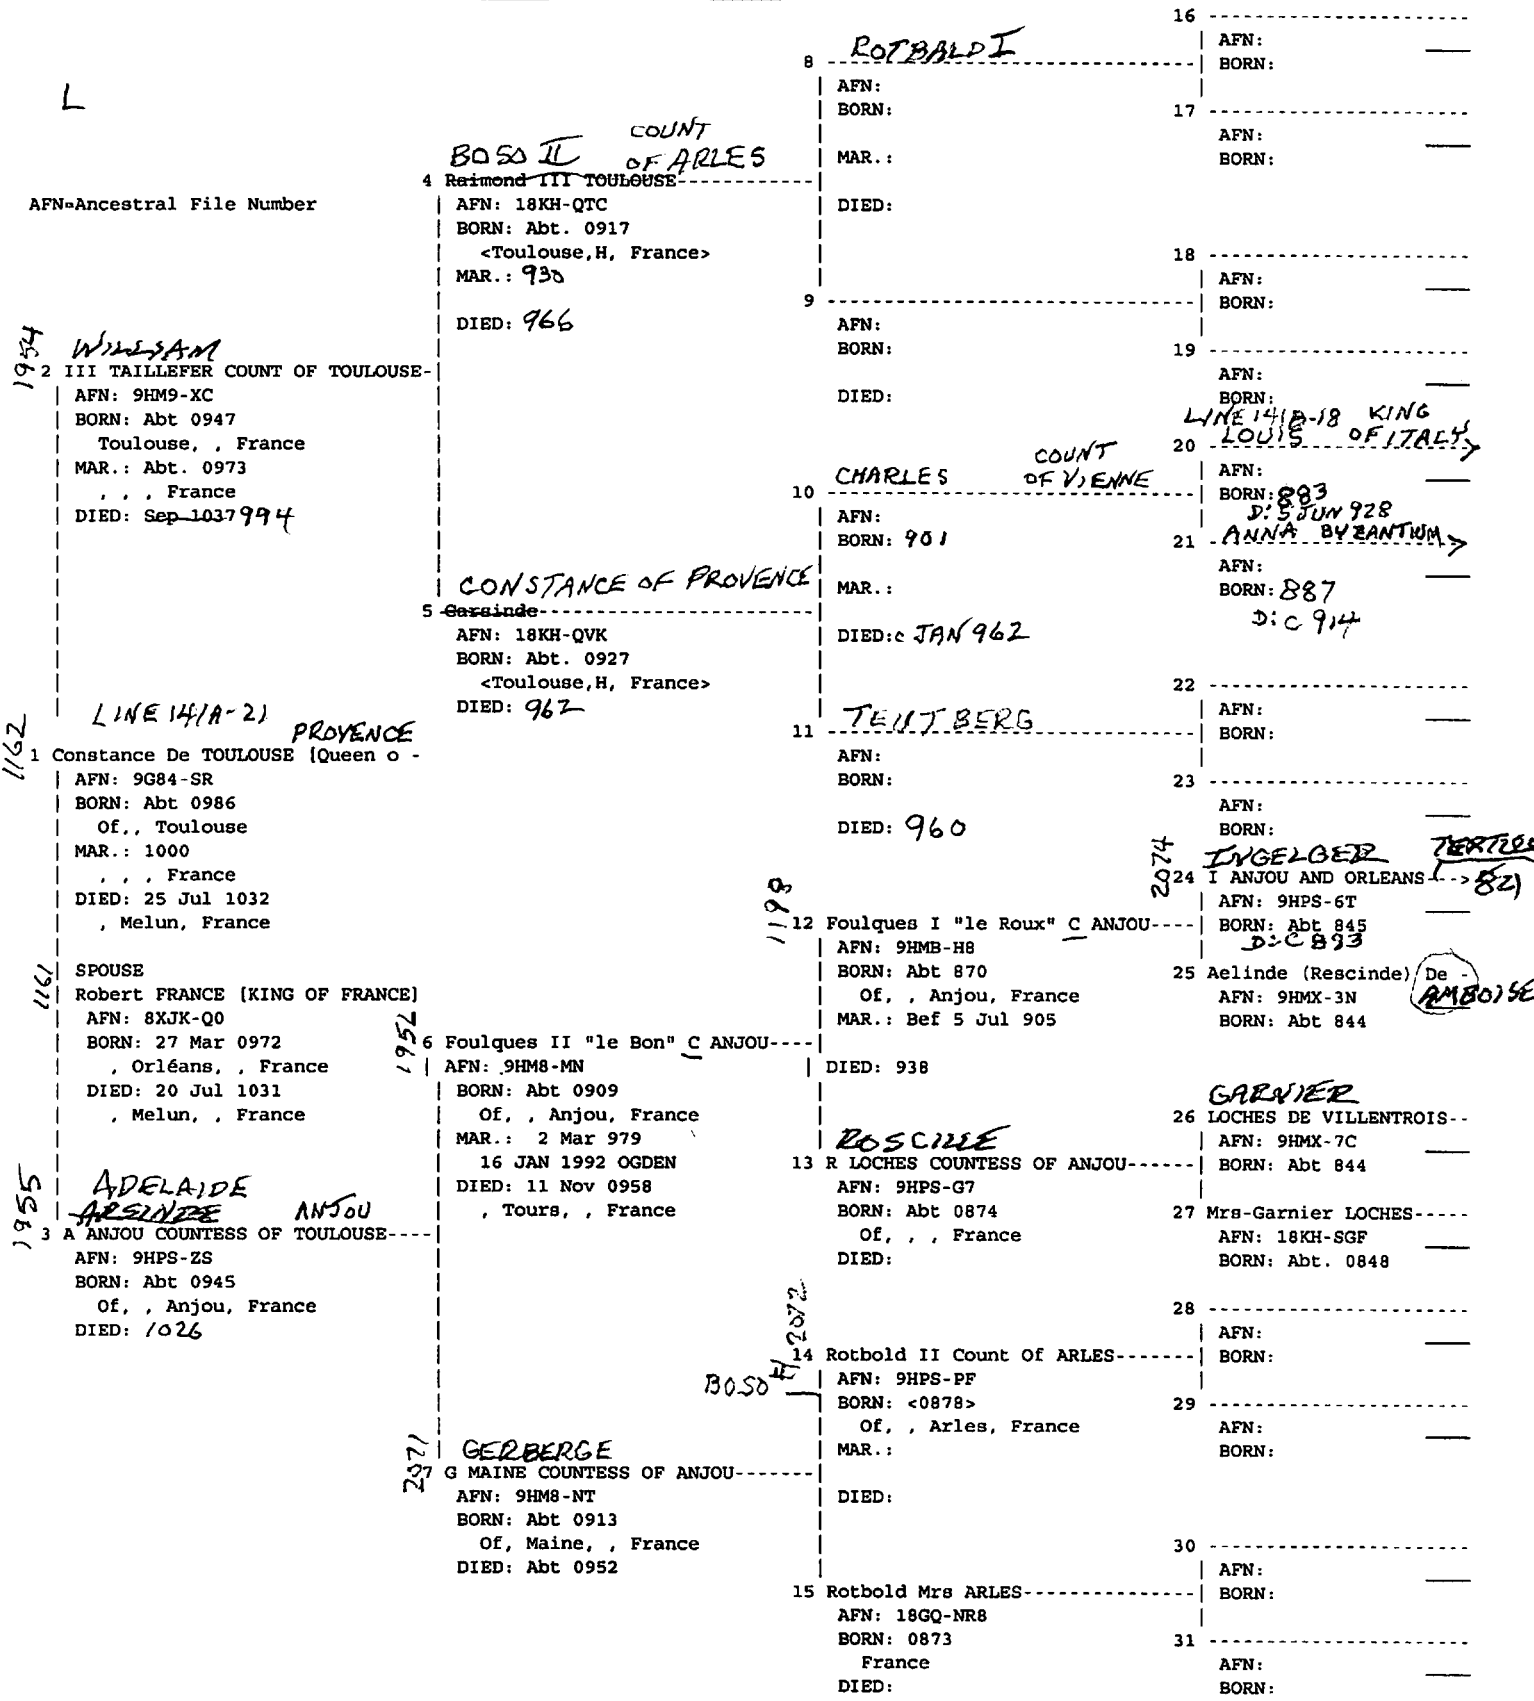 L
AFN=Ancestral File Number
1954
WILLIAM
2 III TAILLEFER COUNT OF TOULOUSE-
AFN: 9HM9-XC
BORN: Abt 0947
Toulouse, , France
MAR.: Abt. 0973
, , , France
DIED: Sep 1037 994
1162
LINE 141A-21
PROVENCE
1 Constance De TOULOUSE [Queen o -
AFN: 9G84-SR
BORN: Abt 0986
Of,, Toulouse
MAR.: 1000
, , , France
DIED: 25 Jul 1032
, Melun, France
1161
SPOUSE
Robert FRANCE [KING OF FRANCE]
AFN: 8XJK-Q0
BORN: 27 Mar 0972
, Orléans, , France
DIED: 20 Jul 1031
, Melun, , France
1955
ADELAIDE
ARSINDE ANJOU
3 A ANJOU COUNTESS OF TOULOUSE----
AFN: 9HPS-ZS
BORN: Abt 0945
Of, , Anjou, France
DIED: 1026
BOSO II COUNT OF ARLES
4 Raimond III TOULOUSE------------
AFN: 18KH-QTC
BORN: Abt. 0917
<Toulouse,H, France>
MAR.: 930
DIED: 966
CONSTANCE OF PROVENCE
5 Garsinde------------------------
AFN: 18KH-QVK
BORN: Abt. 0927
<Toulouse,H, France>
DIED: 962
1952
6 Foulques II "le Bon" C ANJOU----
AFN: 9HM8-MN
BORN: Abt 0909
Of, , Anjou, France
MAR.: 2 Mar 979
16 JAN 1992 OGDEN
DIED: 11 Nov 0958
, Tours, , France
2071
GERBERGE
7 G MAINE COUNTESS OF ANJOU-------
AFN: 9HM8-NT
BORN: Abt 0913
Of, Maine, , France
DIED: Abt 0952
ROTBALD I
8 --------------------------------
AFN:
BORN:
MAR.:
DIED:
9 --------------------------------
AFN:
BORN:
DIED:
CHARLES COUNT OF VIENNE
10 --------------------------------
AFN:
BORN: 901
MAR.:
DIED: c JAN 962
TEUTBERG
11 --------------------------------
AFN:
BORN:
DIED: 960
1198
12 Foulques I "le Roux" C ANJOU----
AFN: 9HMB-H8
BORN: Abt 870
Of, , Anjou, France
MAR.: Bef 5 Jul 905
DIED: 938
ROSCILLE
13 R LOCHES COUNTESS OF ANJOU------
AFN: 9HPS-G7
BORN: Abt 0874
Of, , , France
DIED:
2072
BOSO II
14 Rotbold II Count Of ARLES-------
AFN: 9HPS-PF
BORN: <0878>
Of, , Arles, France
MAR.:
DIED:
15 Rotbold Mrs ARLES--------------
AFN: 18GQ-NR8
BORN: 0873
France
DIED:
16 ----------------------
AFN:
BORN:
17 ----------------------
AFN:
BORN:
18 ----------------------
AFN:
BORN:
19 ----------------------
AFN:
BORN:
LINE 141B-18 KING
20 LOUIS OF ITALY
AFN:
BORN: 883
D: 5 JUN 928
21 ANNA BYZANTIUM
AFN:
BORN: 887
D: C 914
22 ----------------------
AFN:
BORN:
23 ----------------------
AFN:
BORN:
2074
INGELGER
24 I ANJOU AND ORLEANS--->
821
AFN: 9HPS-6T
BORN: Abt 845
D: C 893
25 Aelinde (Rescinde) De -
AMBOISE
AFN: 9HMX-3N
BORN: Abt 844
GARNIER
26 LOCHES DE VILLENTROIS--
AFN: 9HMX-7C
BORN: Abt 844
27 Mrs-Garnier LOCHES-----
AFN: 18KH-SGF
BORN: Abt. 0848
28 ----------------------
AFN:
BORN:
29 ----------------------
AFN:
BORN:
30 ----------------------
AFN:
BORN:
31 ----------------------
AFN:
BORN: